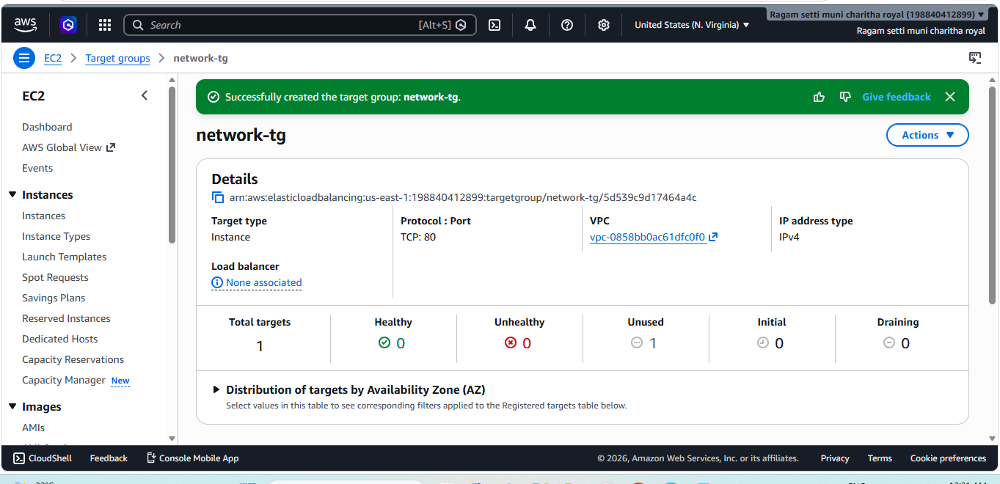 aws
Search [Alt+S]
United States (N. Virginia)
Ragam setti muni charitha royal (198840412899)
Ragam setti muni charitha royal
EC2 Target groups network-tg
EC2
Dashboard
AWS Global View
Events
Instances
Instances
Instance Types
Launch Templates
Spot Requests
Savings Plans
Reserved Instances
Dedicated Hosts
Capacity Reservations
Capacity Manager New
Images
AMIs
Successfully created the target group: network-tg.
Give feedback
network-tg
Actions
Details
arn:aws:elasticloadbalancing:us-east-1:198840412899:targetgroup/network-tg/5d539c9d17464a4c
Target type
Instance
Protocol : Port
TCP: 80
VPC
vpc-0858bb0ac61dfc0f0
IP address type
IPv4
Load balancer
None associated
Total targets
1
Healthy
0
Unhealthy
0
Unused
1
Initial
0
Draining
0
Distribution of targets by Availability Zone (AZ)
Select values in this table to see corresponding filters applied to the Registered targets table below.
CloudShell Feedback Console Mobile App
© 2026, Amazon Web Services, Inc. or its affiliates. Privacy Terms Cookie preferences